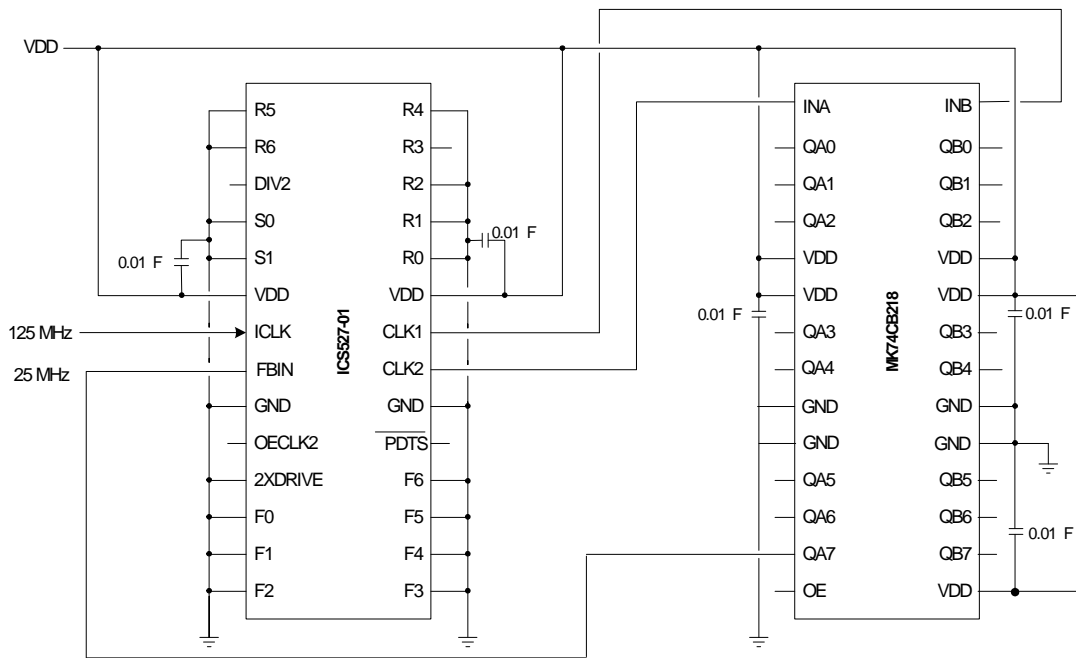 VDD
R5
R6
DIV2
S0
S1
VDD
ICLK
FBIN
GND
OECLK2
2XDRIVE
F0
F1
F2
R4
R3
R2
R1
R0
VDD
CLK1
CLK2
GND
PDTS
F6
F5
F4
F3
ICS527-01
0.01 F
0.01 F
125 MHz
25 MHz
INA
QA0
QA1
QA2
VDD
VDD
QA3
QA4
GND
GND
QA5
QA6
QA7
OE
INB
QB0
QB1
QB2
VDD
VDD
QB3
QB4
GND
GND
QB5
QB6
QB7
VDD
MK74CB218
0.01 F
0.01 F
0.01 F